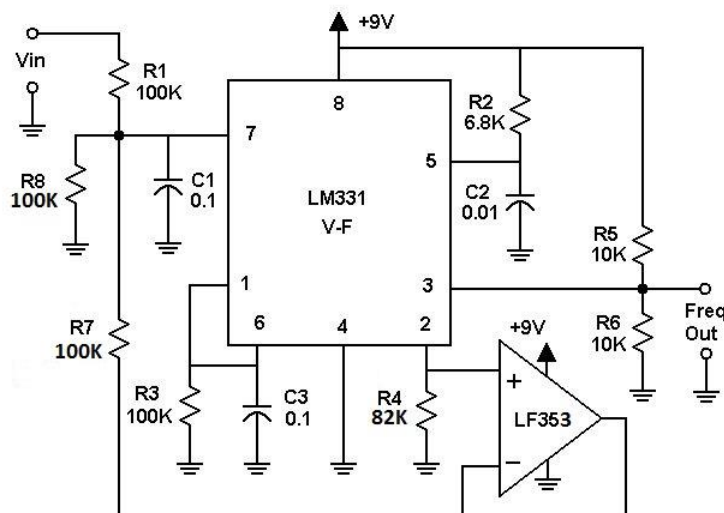 +9V
Vin
R1
100K
R2
6.8K
8
7
5
R8
100K
C1
0.1
LM331
V-F
C2
0.01
R5
10K
1
3
Freq
Out
R7
100K
6
4
2
+9V
R6
10K
R3
100K
C3
0.1
R4
82K
+
LF353
−